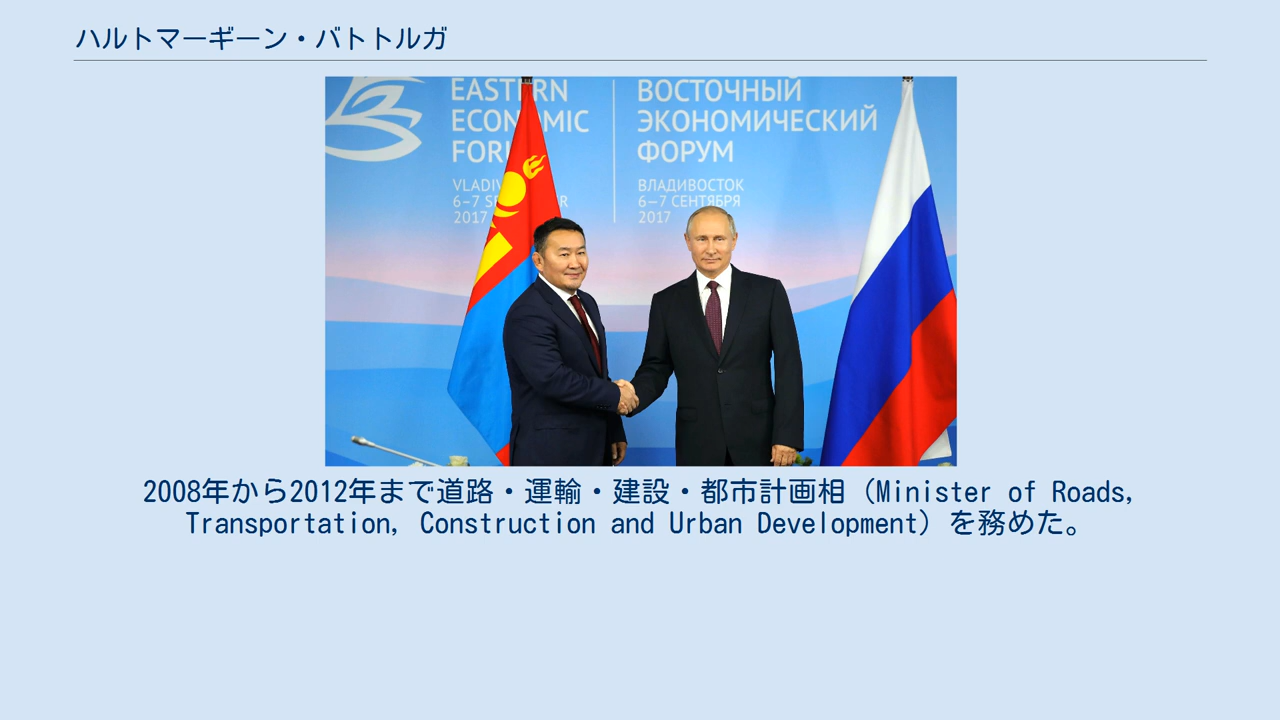 ハルトマーギーン・バトトルガ
EASTERN
ECONOMIC
VLADIV
6–7 SE R
2017
ВОСТОЧНЫЙ
ЭКОНОМИЧЕСКИЙ
ФОРУМ
ВЛАДИВОСТОК
6–7 СЕНТЯБРЯ
2017
2008年から2012年まで道路・運輸・建設・都市計画相（Minister of Roads,
Transportation, Construction and Urban Development）を務めた。